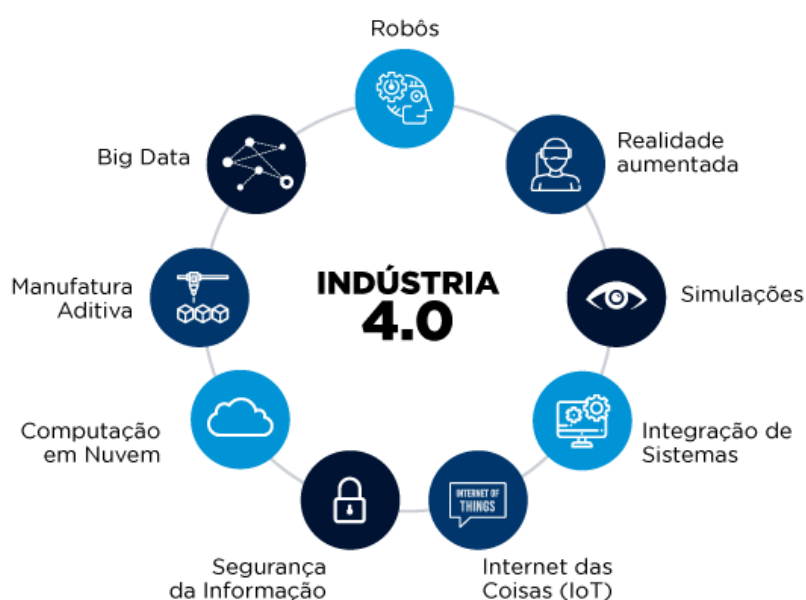 Robôs
Realidade
aumentada
Simulações
Integração de
Sistemas
INTERNET OF
THINGS
Internet das
Coisas (IoT)
Segurança
da Informação
Computação
em Nuvem
Manufatura
Aditiva
Big Data
INDÚSTRIA
4.0